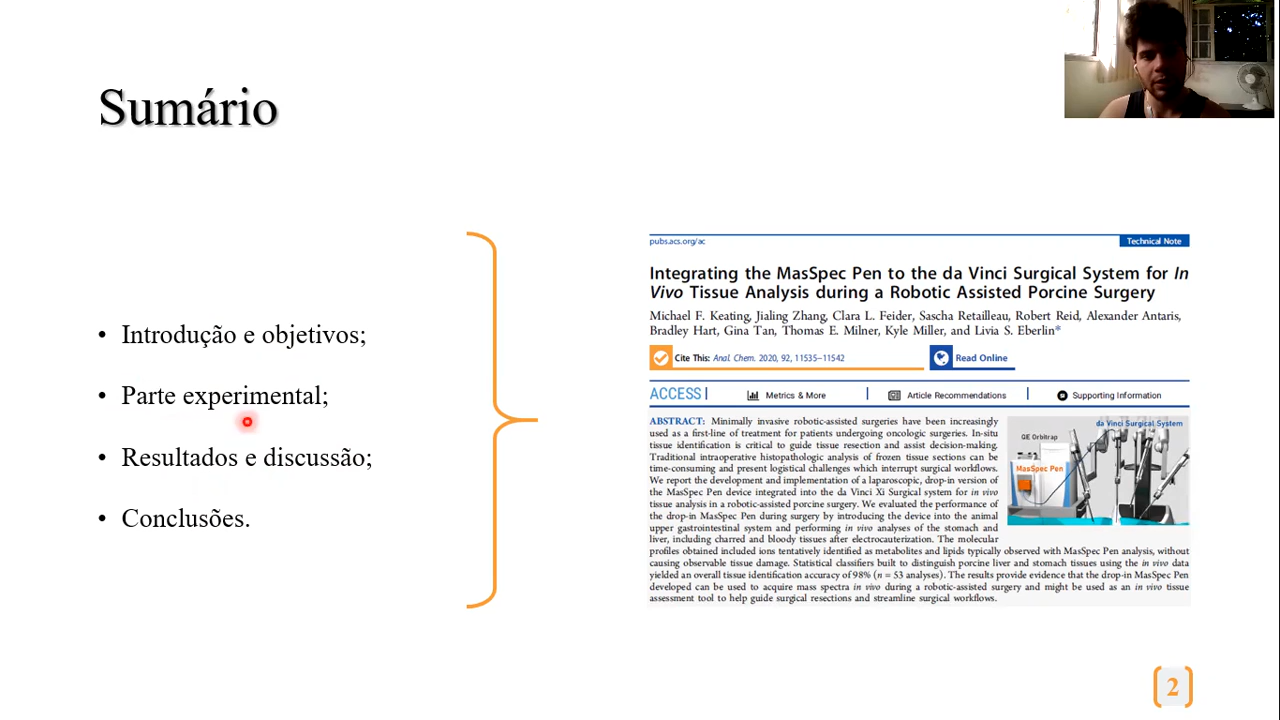 Sumário
• Introdução e objetivos;
• Parte experimental;
• Resultados e discussão;
• Conclusões.
pubs.acs.org/ac
Technical Note
Integrating the MasSpec Pen to the da Vinci Surgical System for In
Vivo Tissue Analysis during a Robotic Assisted Porcine Surgery
Michael F. Keating, Jialing Zhang, Clara L. Feider, Sascha Retailleau, Robert Reid, Alexander Antaris,
Bradley Hart, Gina Tan, Thomas E. Milner, Kyle Miller, and Livia S. Eberlin*
Cite This: Anal. Chem. 2020, 92, 11535–11542
Read Online
ACCESS
Metrics & More
Article Recommendations
Supporting Information
ABSTRACT: Minimally invasive robotic-assisted surgeries have been increasingly
used as a first-line of treatment for patients undergoing oncologic surgeries. In-situ
tissue identification is critical to guide tissue resection and assist decision-making.
Traditional intraoperative histopathologic analysis of frozen tissue sections can be
time-consuming and present logistical challenges which interrupt surgical workflows.
We report the development and implementation of a laparoscopic, drop-in version of
the MasSpec Pen device integrated into the da Vinci Xi Surgical system for in vivo
tissue analysis in a robotic-assisted porcine surgery. We evaluated the performance of
the drop-in MasSpec Pen during surgery by introducing the device into the animal
upper gastrointestinal system and performing in vivo analyses of the stomach and
liver, including charred and bloody tissues after electrocauterization. The molecular
profiles obtained included ions tentatively identified as metabolites and lipids typically observed with MasSpec Pen analysis, without
causing observable tissue damage. Statistical classifiers built to distinguish porcine liver and stomach tissues using the in vivo data
yielded an overall tissue identification accuracy of 98% (n = 53 analyses). The results provide evidence that the drop-in MasSpec Pen
developed can be used to acquire mass spectra in vivo during a robotic-assisted surgery and might be used as an in vivo tissue
assessment tool to help guide surgical resections and streamline surgical workflows.
da Vinci Surgical System
QE Orbitrap
MasSpec Pen
2